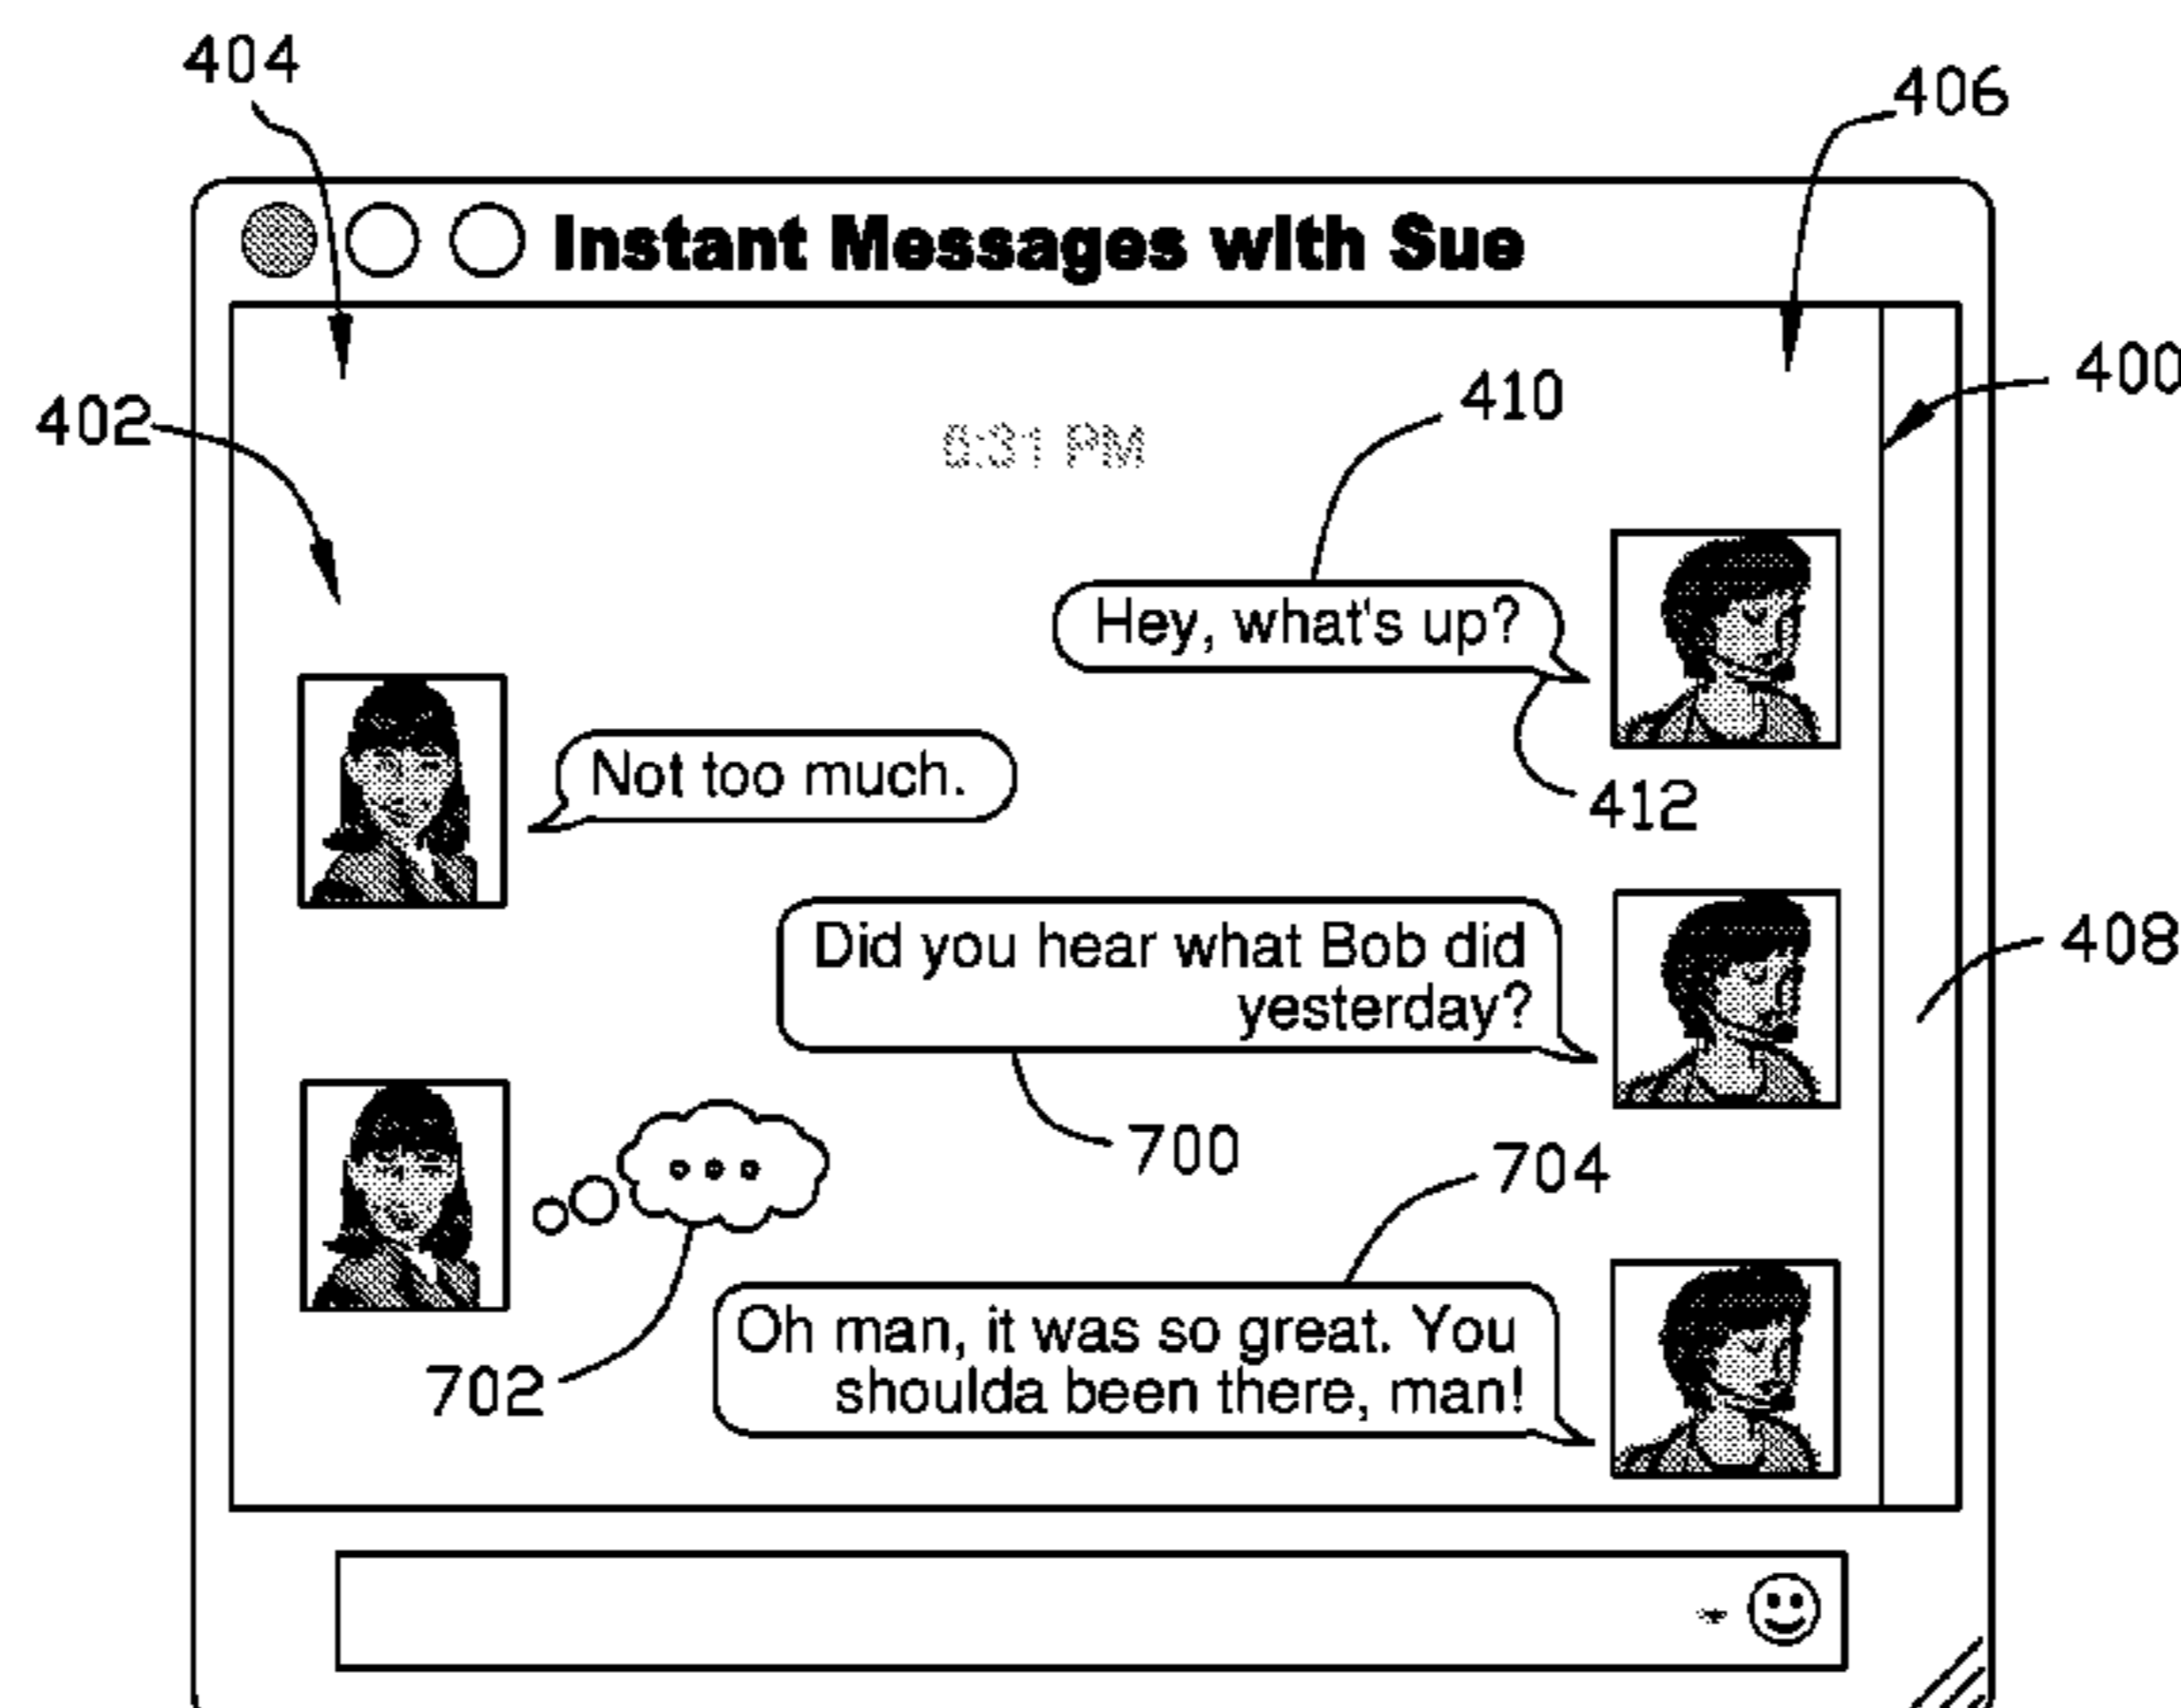 404
406
Instant Messages with Sue
400
402
410
6:31 PM
Hey, what's up?
412
Not too much.
Did you hear what Bob did
yesterday?
408
700
704
...
Oh man, it was so great. You
shoulda been there, man!
702